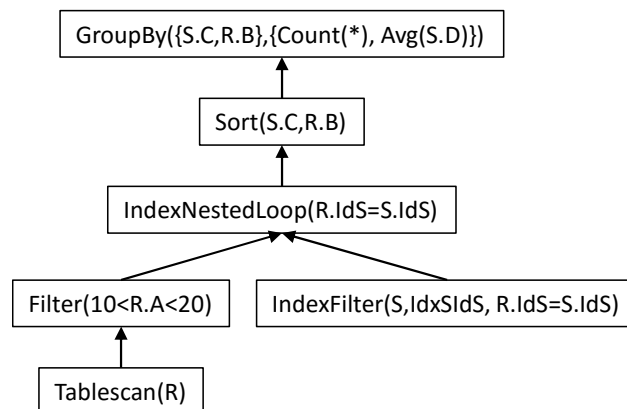 GroupBy({S.C,R.B},{Count(*), Avg(S.D)})
Sort(S.C,R.B)
IndexNestedLoop(R.IdS=S.IdS)
Filter(10<R.A<20)
IndexFilter(S,IdxSIdS, R.IdS=S.IdS)
Tablescan(R)